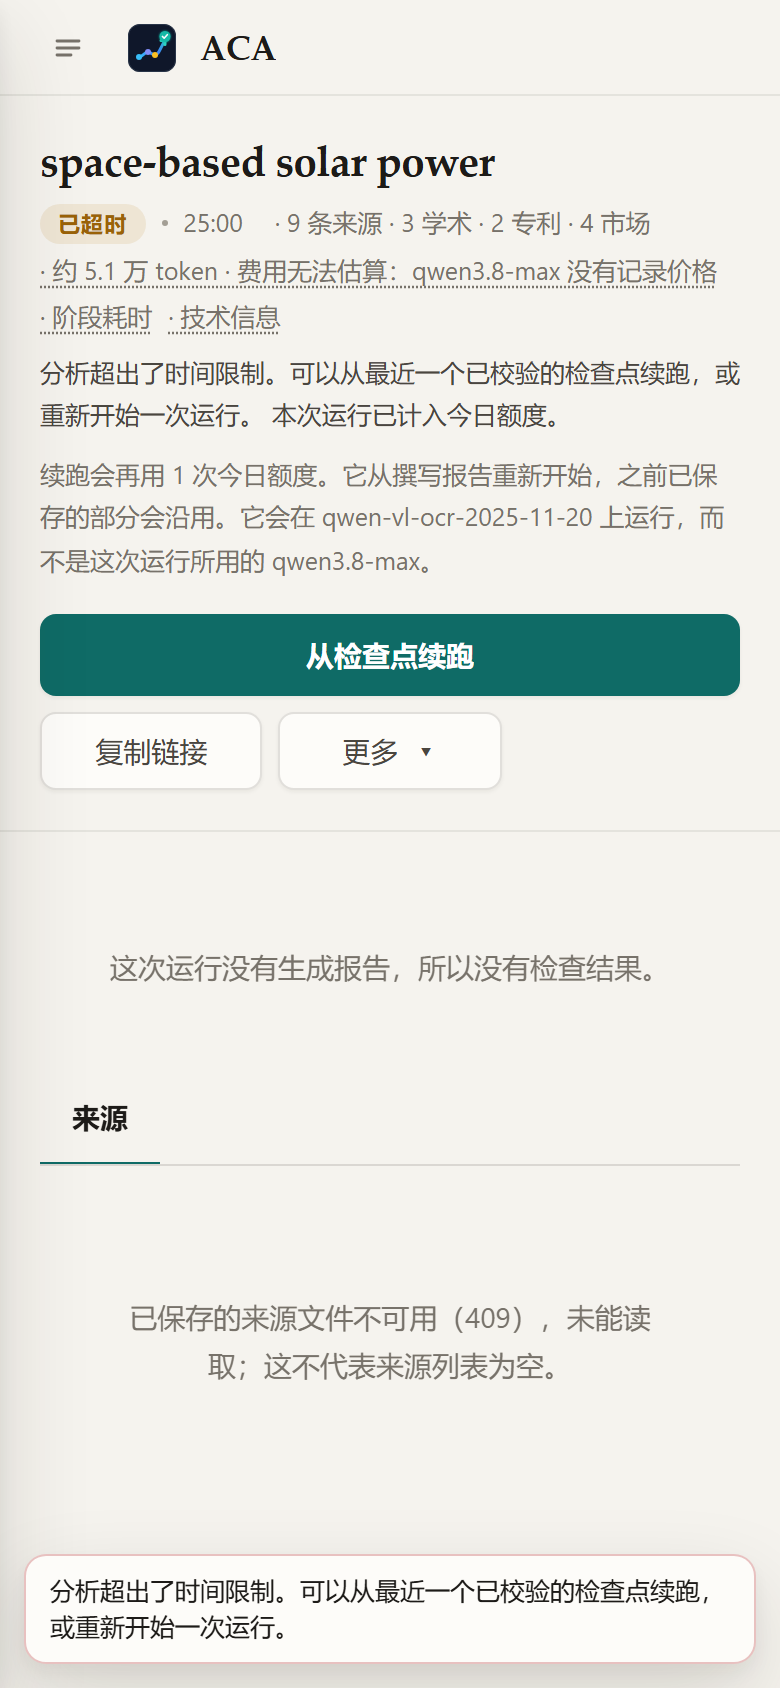 ACA
space-based solar power
已超时 • 25:00 · 9 条来源 · 3 学术 · 2 专利 · 4 市场
· 约 5.1 万 token · 费用无法估算：qwen3.8-max 没有记录价格
· 阶段耗时 · 技术信息
分析超出了时间限制。可以从最近一个已校验的检查点续跑，或
重新开始一次运行。 本次运行已计入今日额度。
续跑会再用 1 次今日额度。它从撰写报告重新开始，之前已保
存的部分会沿用。它会在 qwen-vl-ocr-2025-11-20 上运行，而
不是这次运行所用的 qwen3.8-max。
从检查点续跑
复制链接 更多 ▼
这次运行没有生成报告，所以没有检查结果。
来源
已保存的来源文件不可用（409），未能读
取；这不代表来源列表为空。
分析超出了时间限制。可以从最近一个已校验的检查点续跑，
或重新开始一次运行。